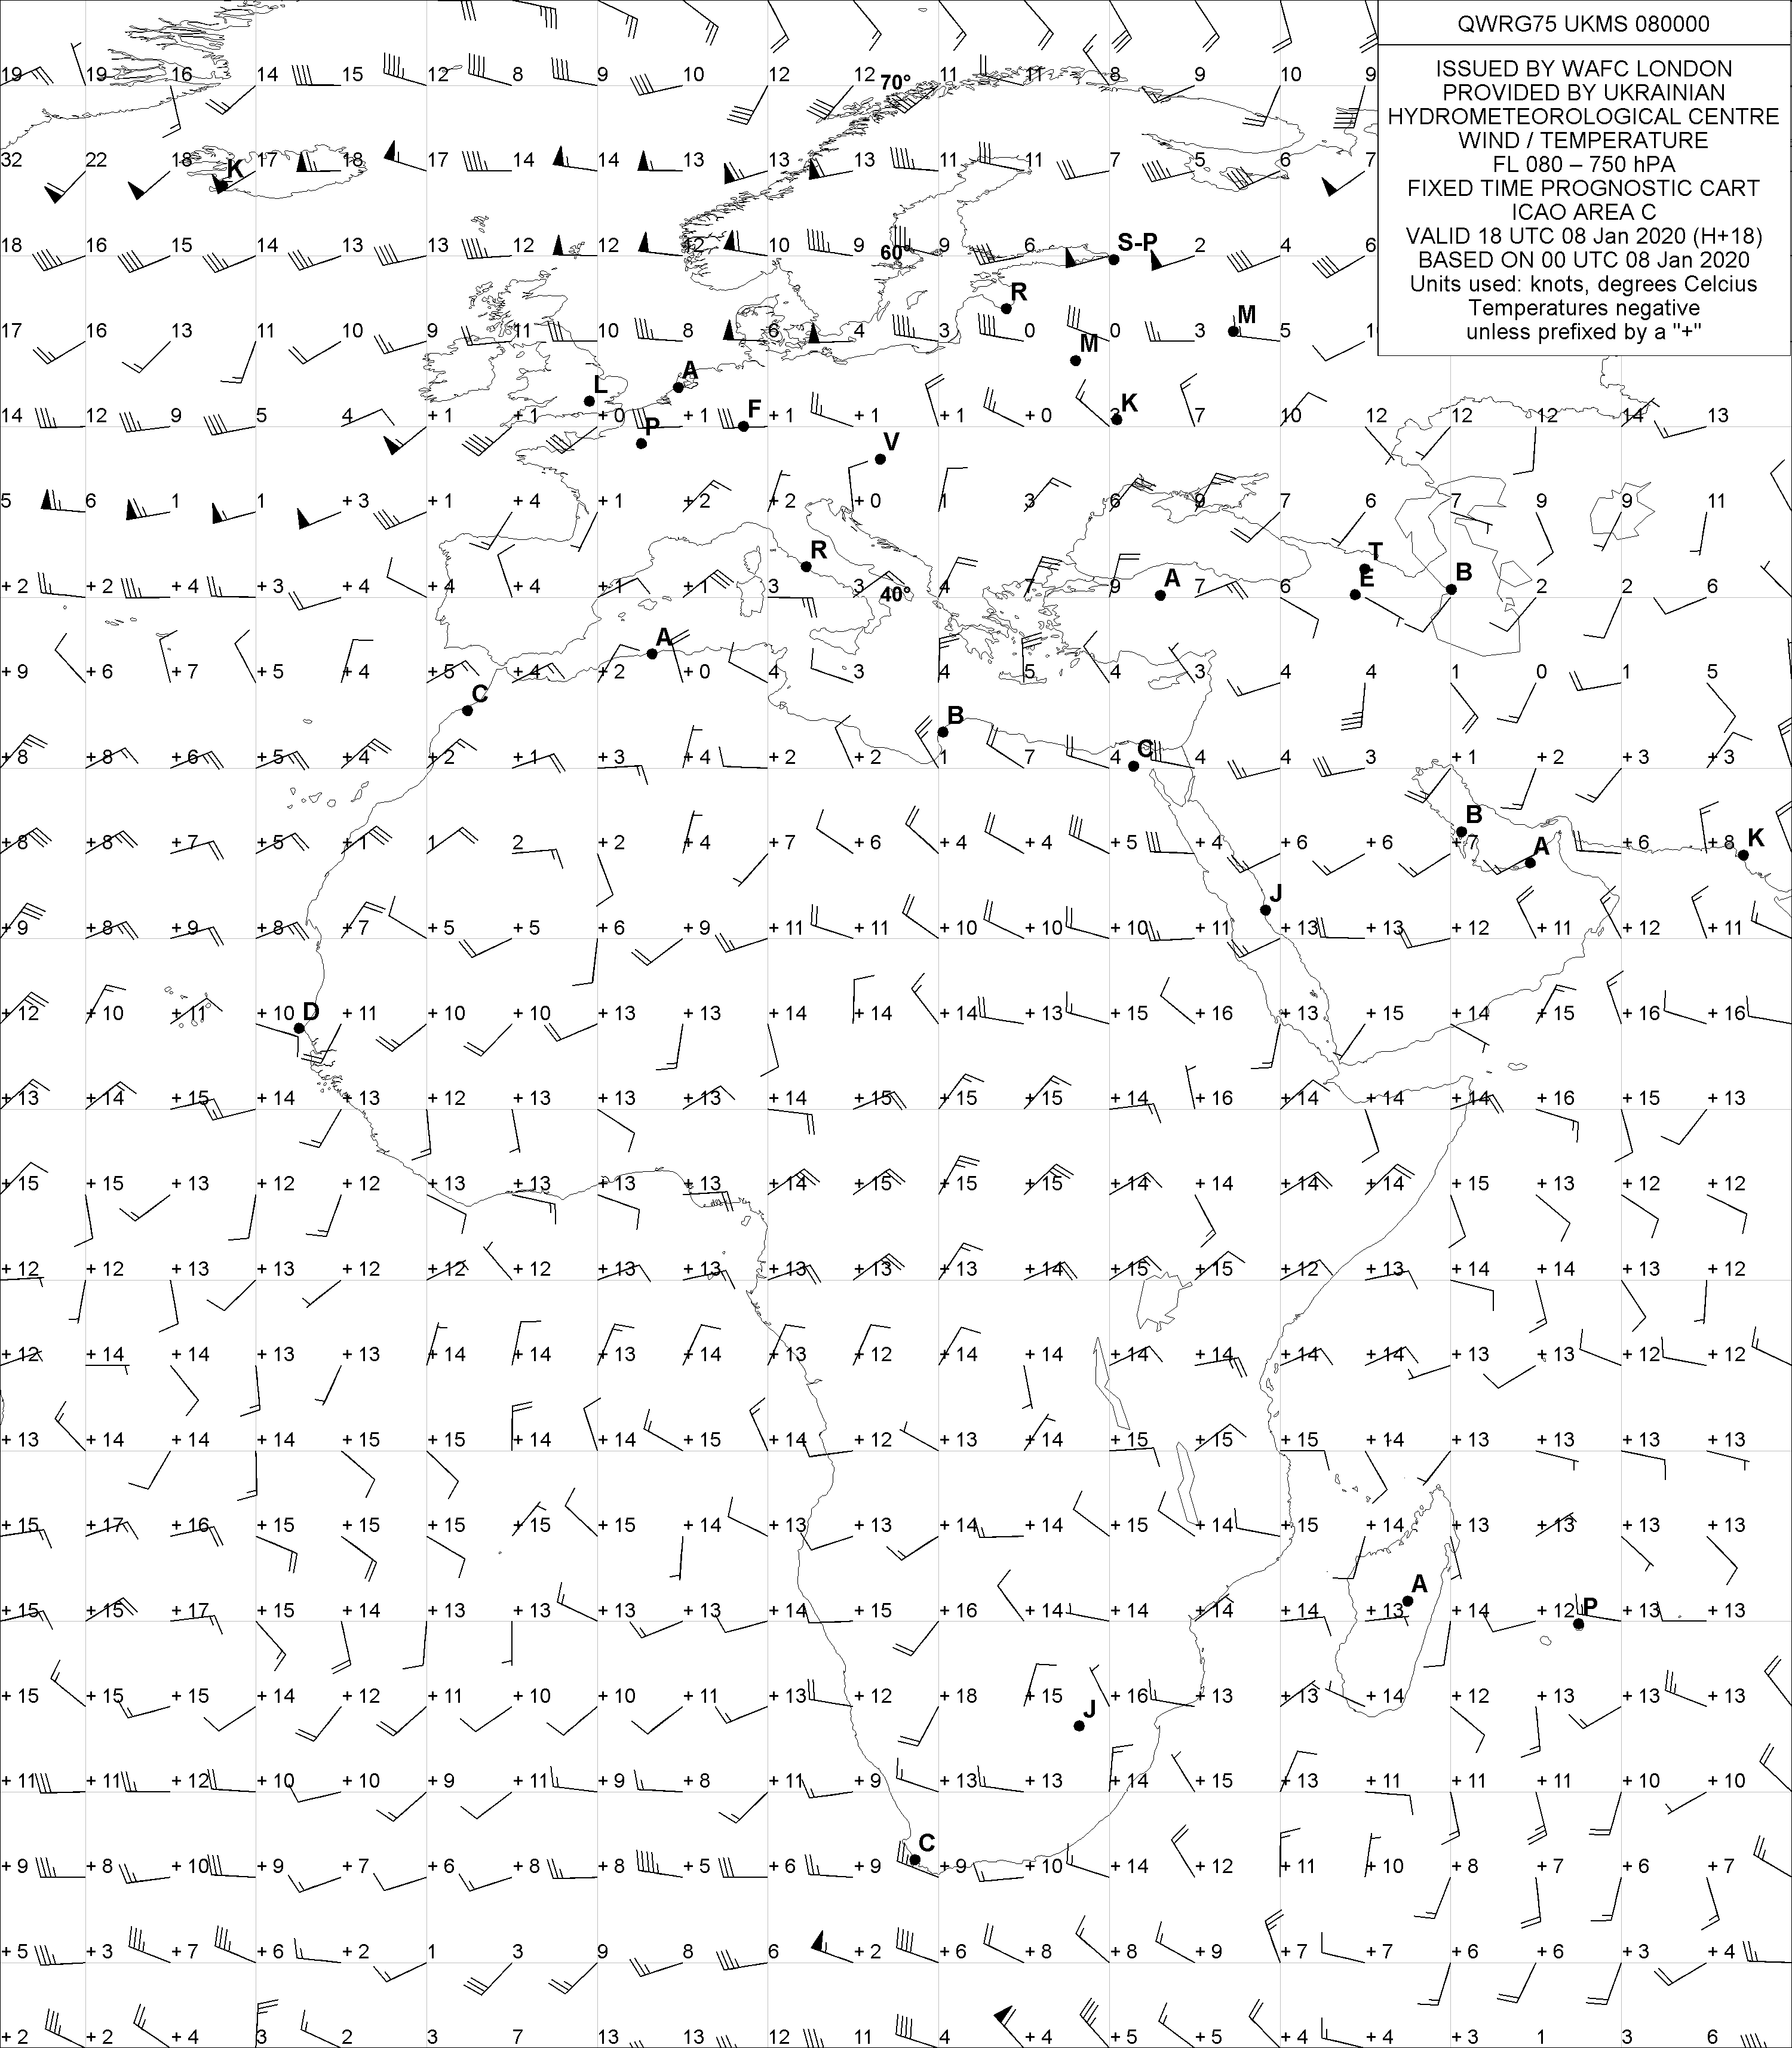 QWRG75 UKMS 080000
ISSUED BY WAFC LONDON
PROVIDED BY UKRAINIAN
HYDROMETEOROLOGICAL CENTRE
WIND / TEMPERATURE
FL 080 – 750 hPA
FIXED TIME PROGNOSTIC CART
ICAO AREA C
VALID 18 UTC 08 Jan 2020 (H+18)
BASED ON 00 UTC 08 Jan 2020
Units used: knots, degrees Celcius
Temperatures negative
unless prefixed by a "+"
19 19 16 14 15 12 8 9 10 12 12 70° 11 11 8 9 10 9
32 22 18 K 17 18 17 14 14 13 13 13 11 11 7 5 6 7
18 16 15 14 13 13 12 12 12 10 9 60° 9 6 S-P 2 4 6
R
17 16 13 11 10 9 11 10 8 6 4 3 0 M 0 3 M 5
A
L
14 12 9 5 4 +1 +1 +0 P +1 F +1 +1 +1 +0 3 K 7 10 12 12 12 14 13
V
5 6 1 1 +3 +1 +4 +1 +2 +2 +0 1 3 6 9 7 6 7 9 9 11
R T
+2 +2 +4 +3 +4 +4 +4 +1 +1 3 3 40° 4 7 9 A 7 6 E B 2 2 6
A
+9 +6 +7 +5 +4 +5 +4 +2 +0 4 3 4 5 4 3 4 4 1 0 1 5
C
B
+8 +8 +6 +5 +4 +2 +1 +3 +4 +2 +2 1 7 4 C 4 4 3 +1 +2 +3 +3
B
+8 +8 +7 +5 +1 1 2 +2 +4 +7 +6 +4 +4 +5 +4 +6 +6 +7 A +6 +8 K
J
+9 +8 +9 +8 +7 +5 +5 +6 +9 +11 +11 +10 +10 +10 +11 +13 +13 +12 +11 +12 +11
+12 +10 +11 +10 D +11 +10 +10 +13 +13 +14 +14 +14 +13 +15 +16 +13 +15 +14 +15 +16 +16
+13 +14 +15 +14 +13 +12 +13 +13 +13 +14 +15 +15 +15 +14 +16 +14 +14 +14 +16 +15 +13
+15 +15 +13 +12 +12 +13 +13 +13 +13 +14 +15 +15 +15 +14 +14 +14 +14 +15 +13 +12 +12
+12 +12 +13 +13 +12 +12 +12 +13 +13 +13 +13 +13 +14 +15 +15 +12 +13 +14 +14 +13 +12
+12 +14 +14 +13 +13 +14 +14 +13 +14 +13 +12 +14 +14 +14 +14 +14 +14 +13 +13 +12 +12
+13 +14 +14 +14 +15 +15 +14 +14 +15 +14 +12 +13 +14 +15 +15 +15 +14 +13 +13 +13 +13
+15 +17 +16 +15 +15 +15 +15 +15 +14 +13 +13 +14 +14 +15 +14 +15 +14 +13 +13 +13 +13
A
+15 +15 +17 +15 +14 +13 +13 +13 +13 +14 +15 +16 +14 +14 +14 +14 +13 +14 +12 P +13 +13
+15 +15 +15 +14 +12 +11 +10 +10 +11 +13 +12 +18 +15 J +16 +13 +13 +14 +12 +13 +13 +13
+11 +11 +12 +10 +10 +9 +11 +9 +8 +11 +9 +13 +13 +14 +15 +13 +11 +11 +11 +10 +10
C
+9 +8 +10 +9 +7 +6 +8 +8 +5 +6 +9 +9 +10 +14 +12 +11 +10 +8 +7 +6 +7
+5 +3 +7 +6 +2 1 3 9 8 6 +2 +6 +8 +8 +9 +7 +7 +6 +6 +3 +4
+2 +2 +4 3 2 3 7 13 13 12 11 4 +4 +5 +5 +4 +4 +3 1 3 6